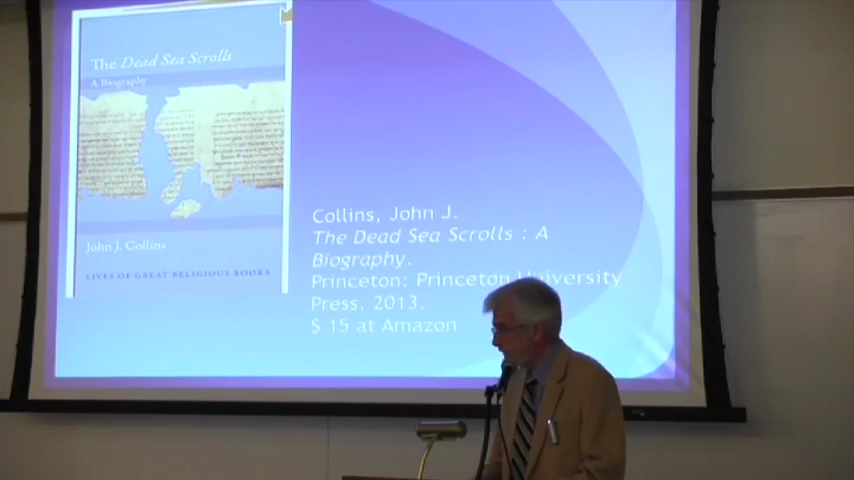 The Dead Sea Scrolls
A Biography
John J. Collins
LIVES OF GREAT RELIGIOUS BOOKS
Collins, John J.
The Dead Sea Scrolls : A
Biography.
Princeton: Princeton University
Press, 2013.
$ 15 at Amazon